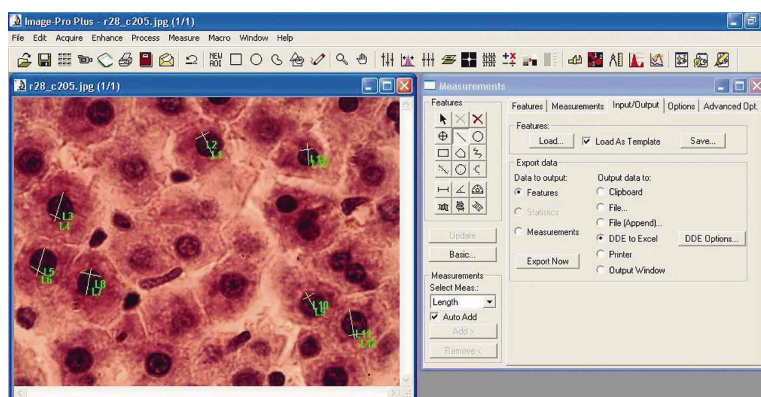 Image-Pro Plus - r28_c205.jpg (1/1)
File Edit Acquire Enhance Process Measure Macro Window Help
NEW
AOI
r28_c205.jpg (1/1)
L2
L1
L3
L4
L5
L6
L8
L7
L10
L9
L11
L12
Measurements
Features
Update
Basic...
Measurements
Select Meas.:
Length
Auto Add
Add >
Remove <
Features Measurements Input/Output Options Advanced Opt.
Features:
Load... Load As Template Save...
Export data
Data to output: Output data to:
Features Clipboard
Statistics File...
Measurements File (Append)...
DDE to Excel DDE Options...
Export Now Printer
Output Window